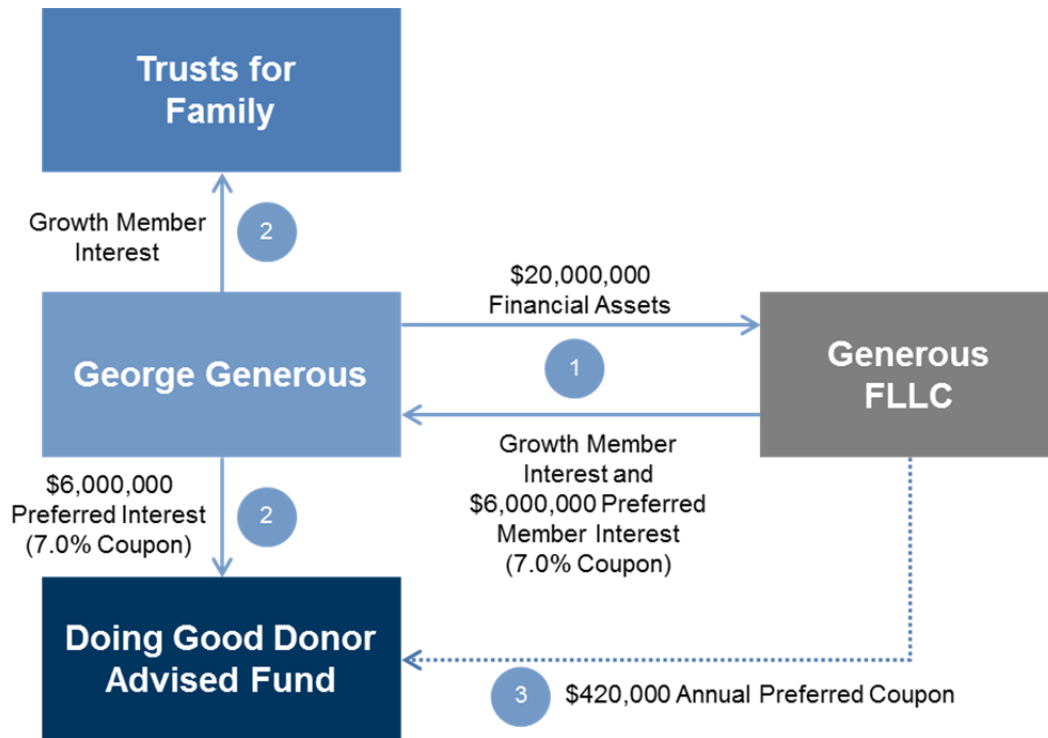 Trusts for
Family
Growth Member
Interest
2
$20,000,000
Financial Assets
George Generous
1
Generous
FLLC
Growth Member
Interest and
$6,000,000 Preferred
Member Interest
(7.0% Coupon)
$6,000,000
Preferred Interest
(7.0% Coupon)
2
Doing Good Donor
Advised Fund
3
$420,000 Annual Preferred Coupon